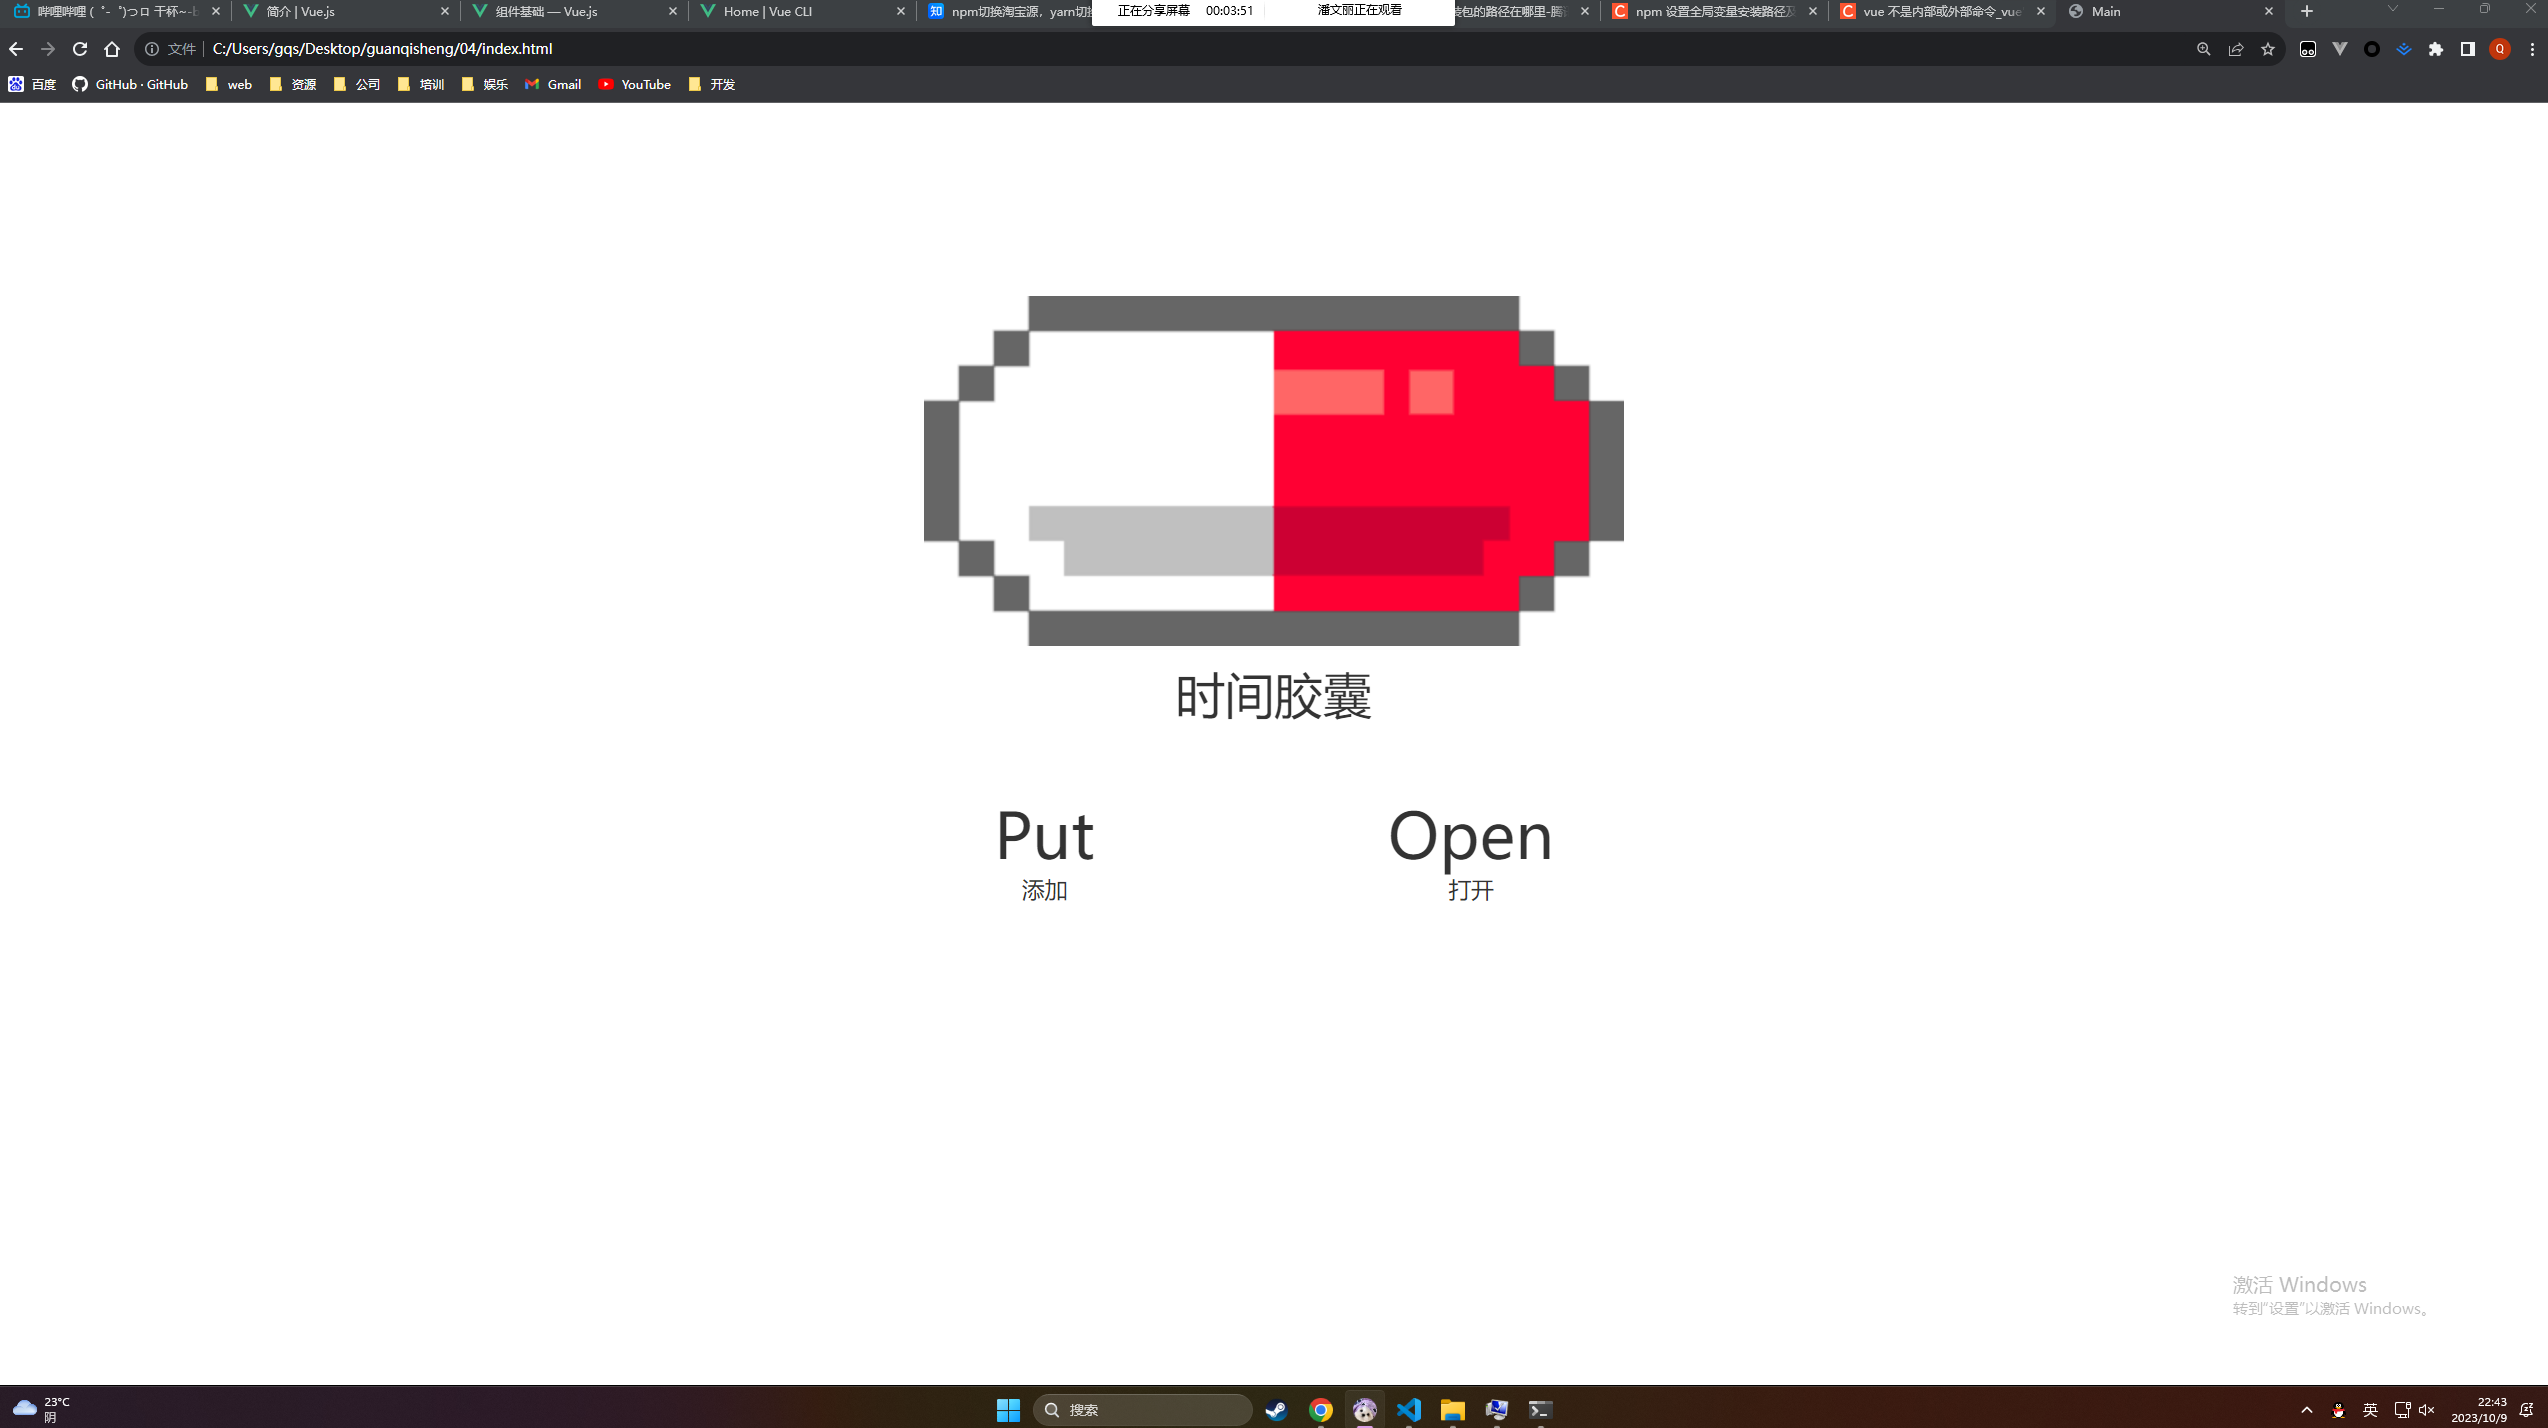 哔哩哔哩 (゜-゜)つロ 干杯~-b
简介 | Vue.js
组件基础 — Vue.js
Home | Vue CLI
知 npm切换淘宝源，yarn切换
正在分享屏幕 00:03:51 潘文丽正在观看
装包的路径在哪里-腾
C npm 设置全局变量安装路径及
C vue 不是内部或外部命令_vue
Main
文件 C:/Users/gqs/Desktop/guanqisheng/04/index.html
Q
百度
GitHub · GitHub
web
资源
公司
培训
娱乐
Gmail
YouTube
开发
时间胶囊
Put
添加
Open
打开
激活 Windows
转到"设置"以激活 Windows。
23°C
阴
搜索
英
22:43
2023/10/9